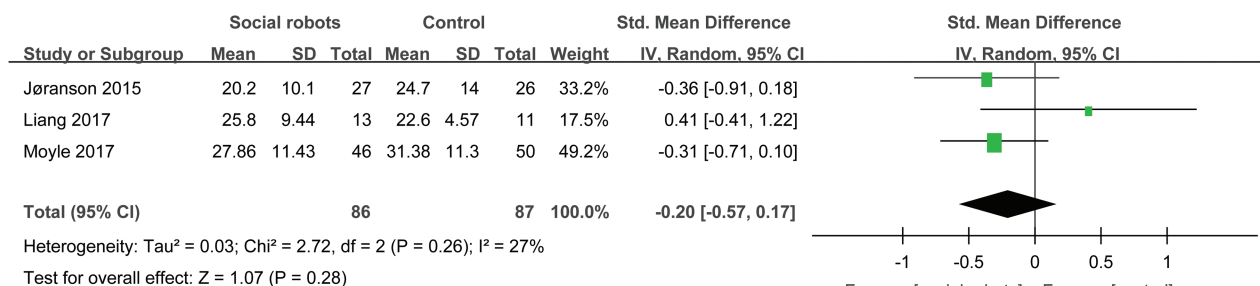 Social robots Control Std. Mean Difference Std. Mean Difference
Study or Subgroup Mean SD Total Mean SD Total Weight IV, Random, 95% CI IV, Random, 95% CI
Jøranson 2015 20.2 10.1 27 24.7 14 26 33.2% -0.36 [-0.91, 0.18]
Liang 2017 25.8 9.44 13 22.6 4.57 11 17.5% 0.41 [-0.41, 1.22]
Moyle 2017 27.86 11.43 46 31.38 11.3 50 49.2% -0.31 [-0.71, 0.10]
Total (95% CI) 86 87 100.0% -0.20 [-0.57, 0.17]
Heterogeneity: Tau² = 0.03; Chi² = 2.72, df = 2 (P = 0.26); I² = 27%
-1 -0.5 0 0.5 1
Test for overall effect: Z = 1.07 (P = 0.28)